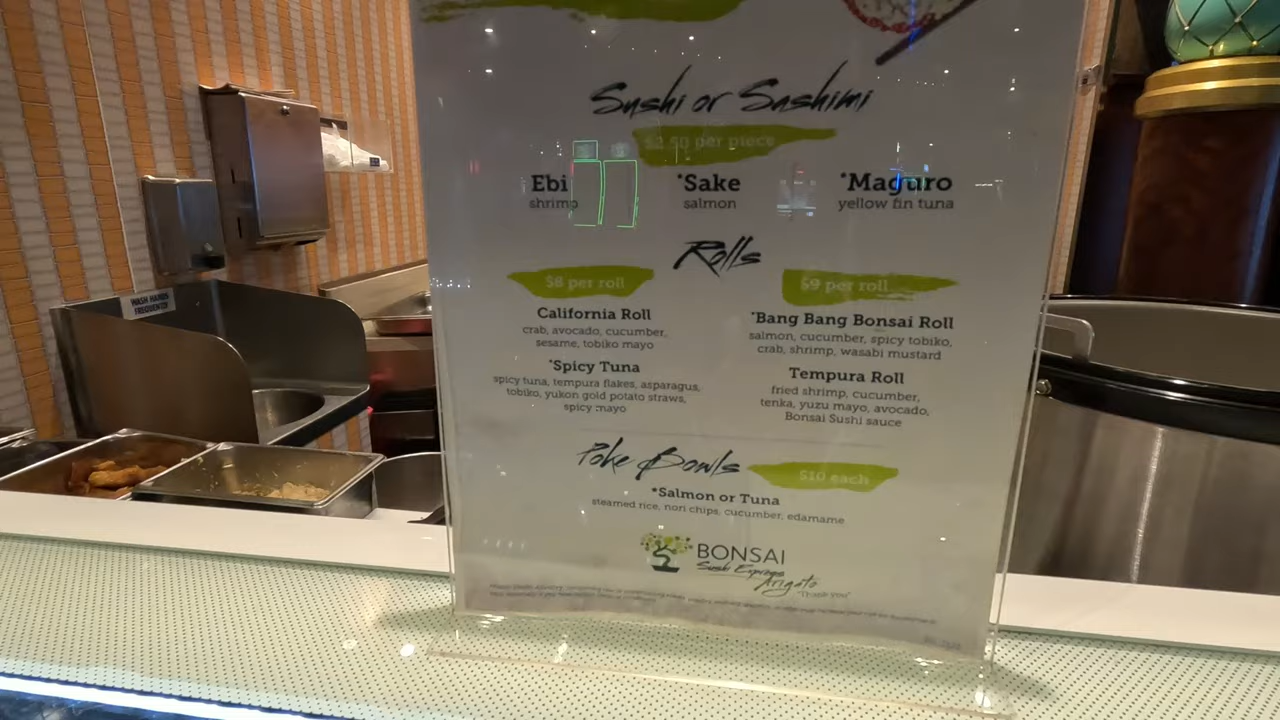 Sushi or Sashimi
$2.50 per piece
Ebi
shrimp
*Sake
salmon
*Maguro
yellow fin tuna
Rolls
$8 per roll
California Roll
crab, avocado, cucumber,
sesame, tobiko mayo
*Spicy Tuna
spicy tuna, tempura flakes, asparagus,
tobiko, yukon gold potato straws,
spicy mayo
$9 per roll
*Bang Bang Bonsai Roll
salmon, cucumber, spicy tobiko,
crab, shrimp, wasabi mustard
Tempura Roll
fried shrimp, cucumber,
tenka, yuzu mayo, avocado,
Bonsai Sushi sauce
Poke Bowls
$10 each
*Salmon or Tuna
steamed rice, nori chips, cucumber, edamame
BONSAI
Sushi Express
Arigato
"Thank you"
WASH HANDS
FREQUENTLY